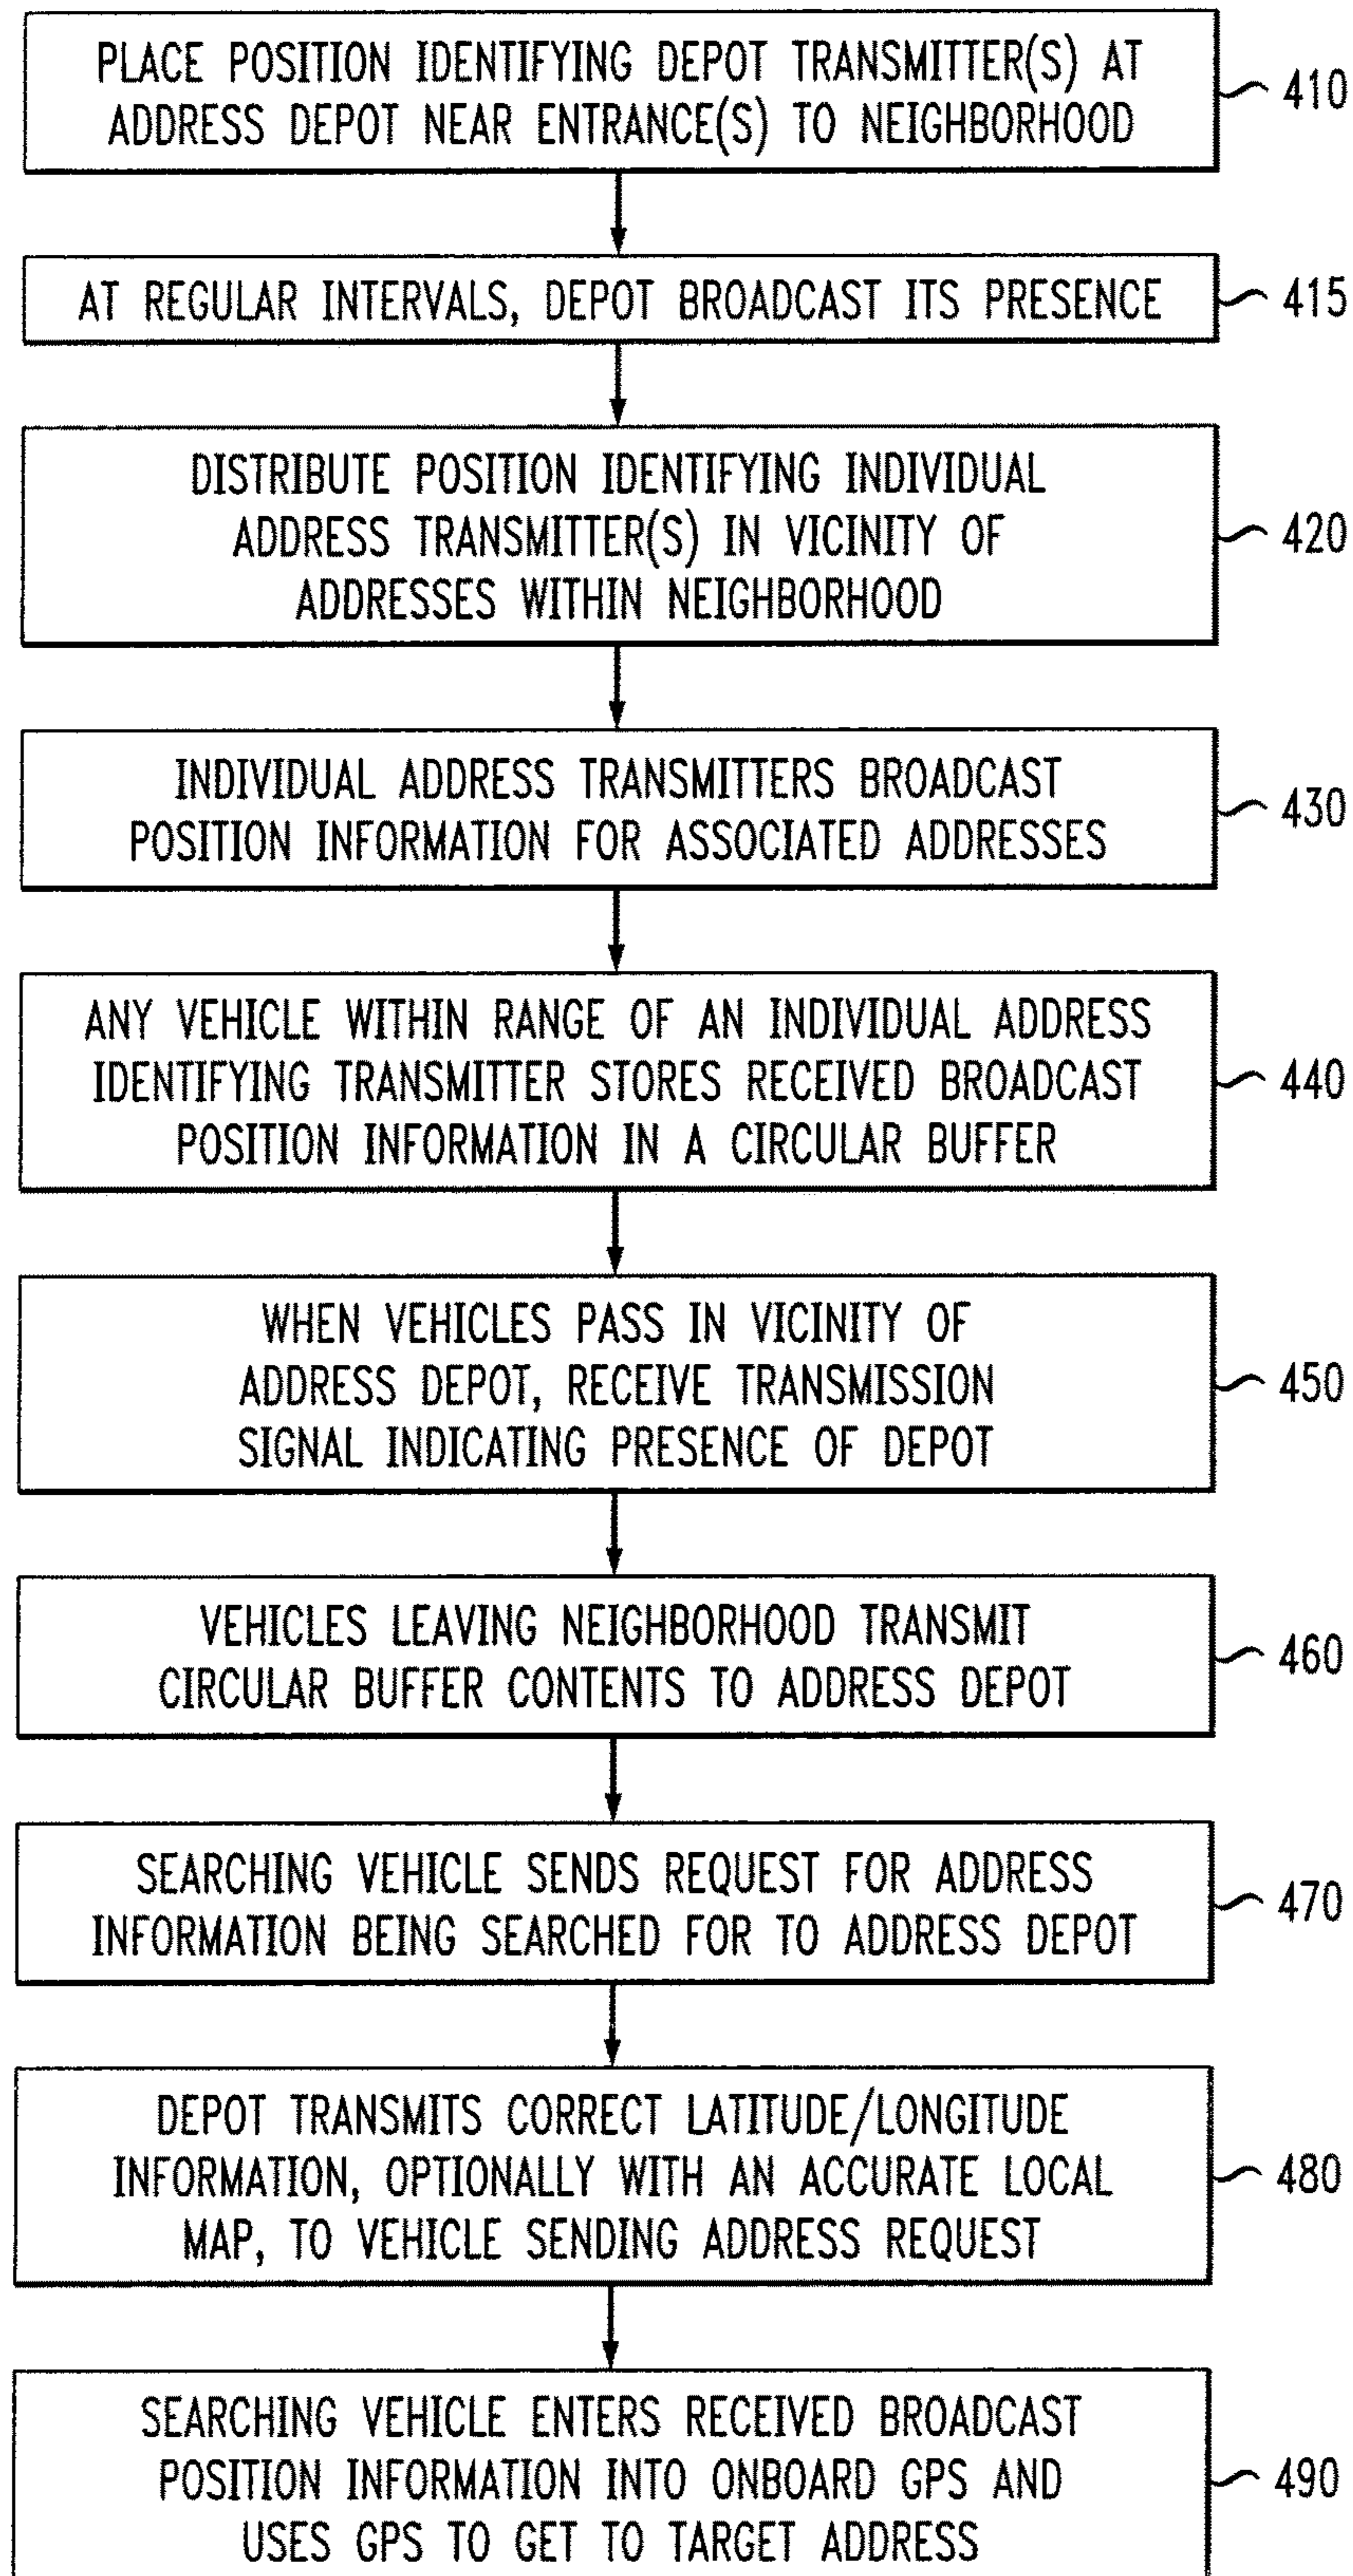 PLACE POSITION IDENTIFYING DEPOT TRANSMITTER(S) AT
ADDRESS DEPOT NEAR ENTRANCE(S) TO NEIGHBORHOOD
410
AT REGULAR INTERVALS, DEPOT BROADCAST ITS PRESENCE
415
DISTRIBUTE POSITION IDENTIFYING INDIVIDUAL
ADDRESS TRANSMITTER(S) IN VICINITY OF
ADDRESSES WITHIN NEIGHBORHOOD
420
INDIVIDUAL ADDRESS TRANSMITTERS BROADCAST
POSITION INFORMATION FOR ASSOCIATED ADDRESSES
430
ANY VEHICLE WITHIN RANGE OF AN INDIVIDUAL ADDRESS
IDENTIFYING TRANSMITTER STORES RECEIVED BROADCAST
POSITION INFORMATION IN A CIRCULAR BUFFER
440
WHEN VEHICLES PASS IN VICINITY OF
ADDRESS DEPOT, RECEIVE TRANSMISSION
SIGNAL INDICATING PRESENCE OF DEPOT
450
VEHICLES LEAVING NEIGHBORHOOD TRANSMIT
CIRCULAR BUFFER CONTENTS TO ADDRESS DEPOT
460
SEARCHING VEHICLE SENDS REQUEST FOR ADDRESS
INFORMATION BEING SEARCHED FOR TO ADDRESS DEPOT
470
DEPOT TRANSMITS CORRECT LATITUDE/LONGITUDE
INFORMATION, OPTIONALLY WITH AN ACCURATE LOCAL
MAP, TO VEHICLE SENDING ADDRESS REQUEST
480
SEARCHING VEHICLE ENTERS RECEIVED BROADCAST
POSITION INFORMATION INTO ONBOARD GPS AND
USES GPS TO GET TO TARGET ADDRESS
490